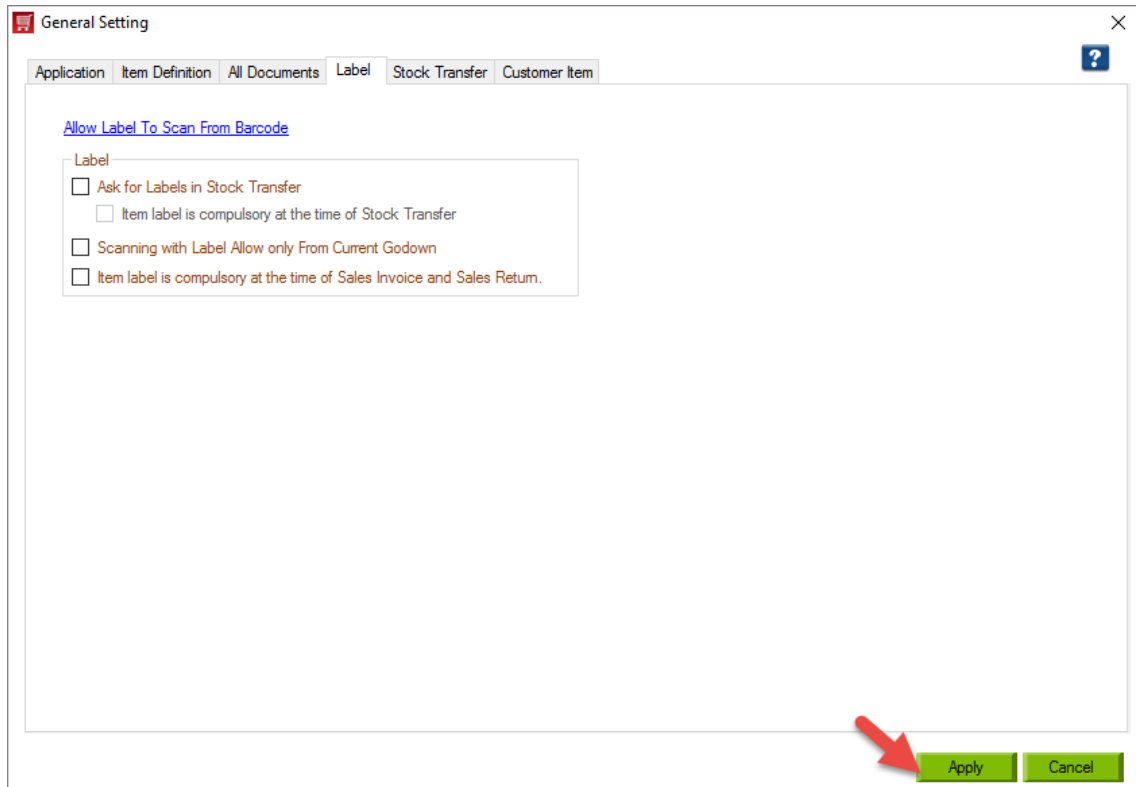 General Setting
?
Application Item Definition All Documents Label Stock Transfer Customer Item
Allow Label To Scan From Barcode
Label
Ask for Labels in Stock Transfer
Item label is compulsory at the time of Stock Transfer
Scanning with Label Allow only From Current Godown
Item label is compulsory at the time of Sales Invoice and Sales Return.
Apply Cancel